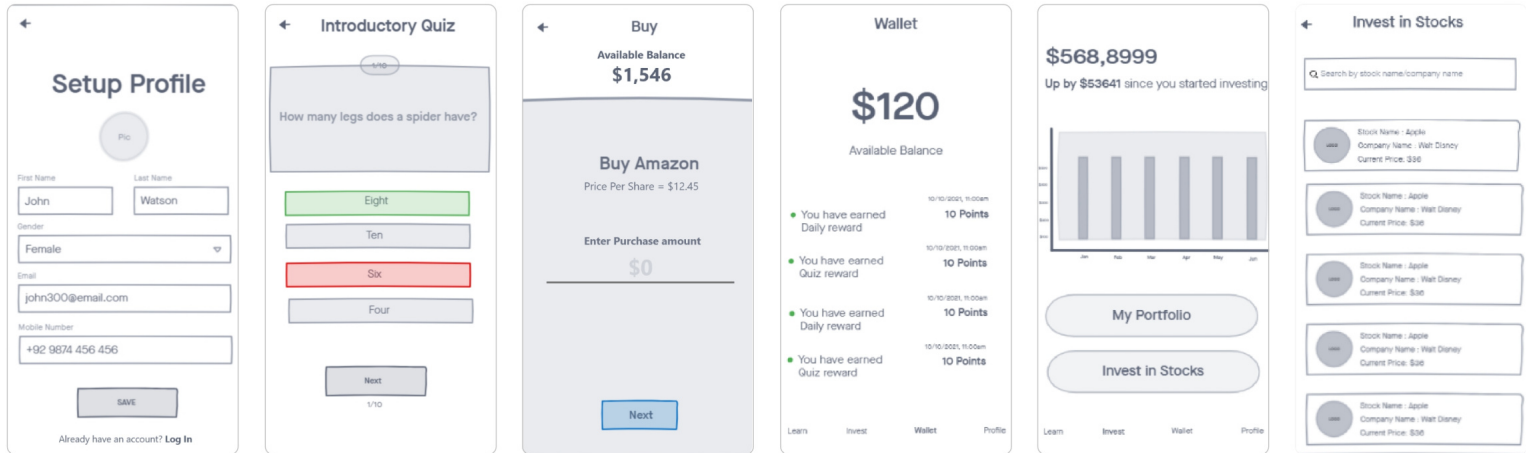 Setup Profile
Pic
First Name
Last Name
John
Watson
Gender
Female
Email
john300@email.com
Mobile Number
+92 9874 456 456
SAVE
Already have an account? Log In
Introductory Quiz
1/10
How many legs does a spider have?
Eight
Ten
Six
Four
Next
1/10
Buy
Available Balance
$1,546
Buy Amazon
Price Per Share = $12.45
Enter Purchase amount
$0
Next
Wallet
$120
Available Balance
10/10/2021, 11:00am
You have earned 10 Points
Daily reward
10/10/2021, 11:00am
You have earned 10 Points
Quiz reward
10/10/2021, 11:00am
You have earned 10 Points
Daily reward
10/10/2021, 11:00am
You have earned 10 Points
Quiz reward
Learn Invest Wallet Profile
$568,8999
Up by $53641 since you started investing
Jan Feb Mar Apr May Jun
My Portfolio
Invest in Stocks
Learn Invest Wallet Profile
Invest in Stocks
Search by stock name/company name
Stock Name : Apple
Company Name : Walt Disney
Current Price: $36
Stock Name : Apple
Company Name : Walt Disney
Current Price: $36
Stock Name : Apple
Company Name : Walt Disney
Current Price: $36
Stock Name : Apple
Company Name : Walt Disney
Current Price: $36
Stock Name : Apple
Company Name : Walt Disney
Current Price: $36